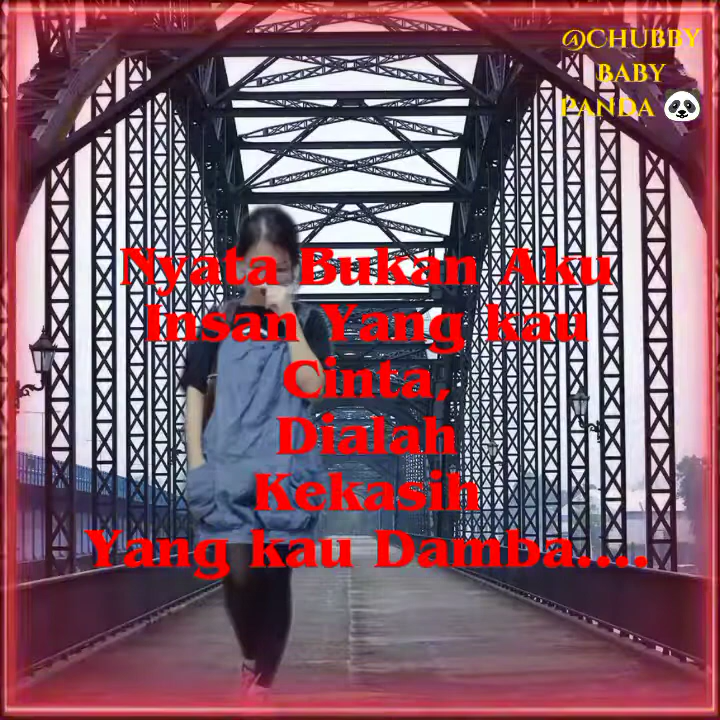 @CHUBBY
BABY
PANDA 🐼
Nyata Bukan Aku
Insan Yang kau
Cinta,
Dialah
Kekasih
Yang kau Damba....